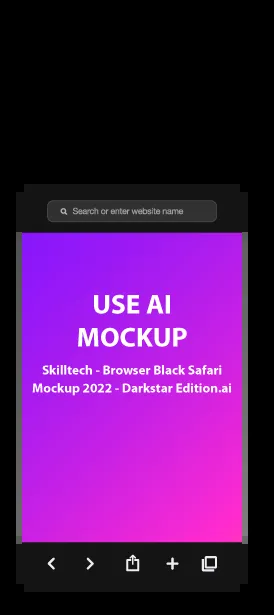 Search or enter website name
USE AI
MOCKUP
Skilltech - Browser Black Safari
Mockup 2022 - Darkstar Edition.ai